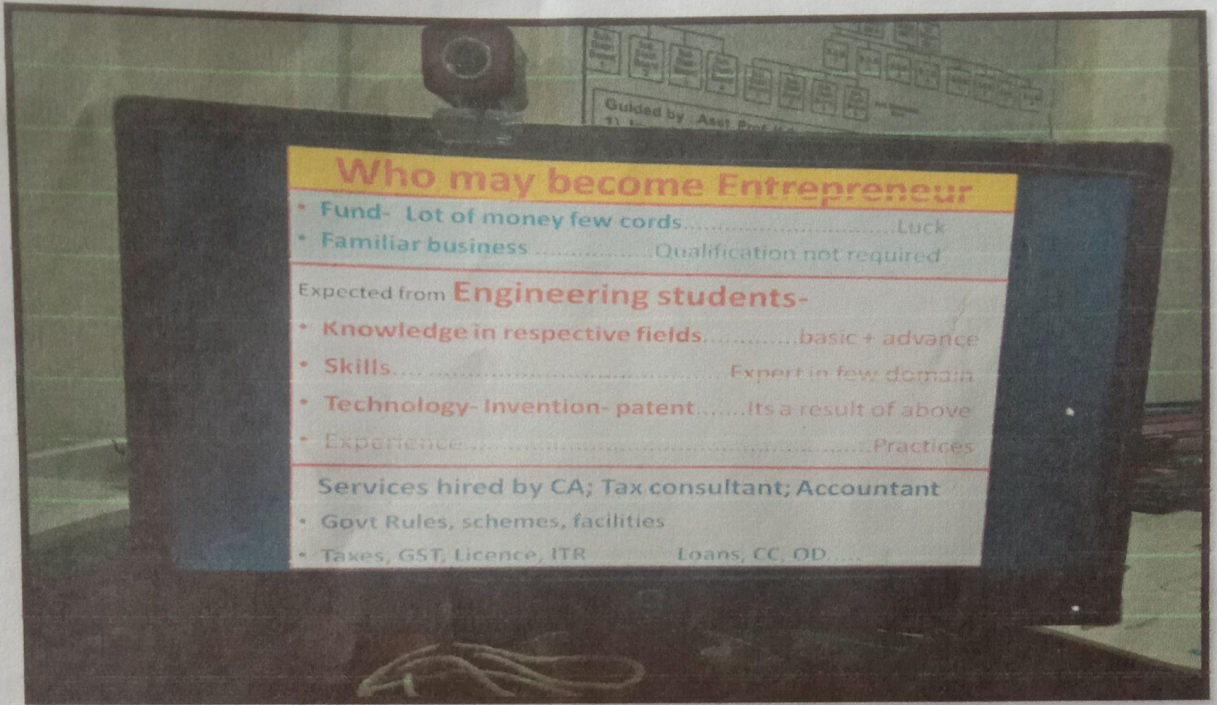 Guided by : Asst Prof
Who may become Entrepreneur
• Fund- Lot of money few cords..............................Luck
• Familiar business .................Qualification not required
Expected from Engineering students-
• Knowledge in respective fields.............basic + advance
• Skills................................................ Expert in few domain
• Technology- Invention- patent.......Its a result of above
• Experience..........................................................Practices
Services hired by CA; Tax consultant; Accountant
• Govt Rules, schemes, facilities
• Taxes, GST, Licence, ITR Loans, CC, OD.....